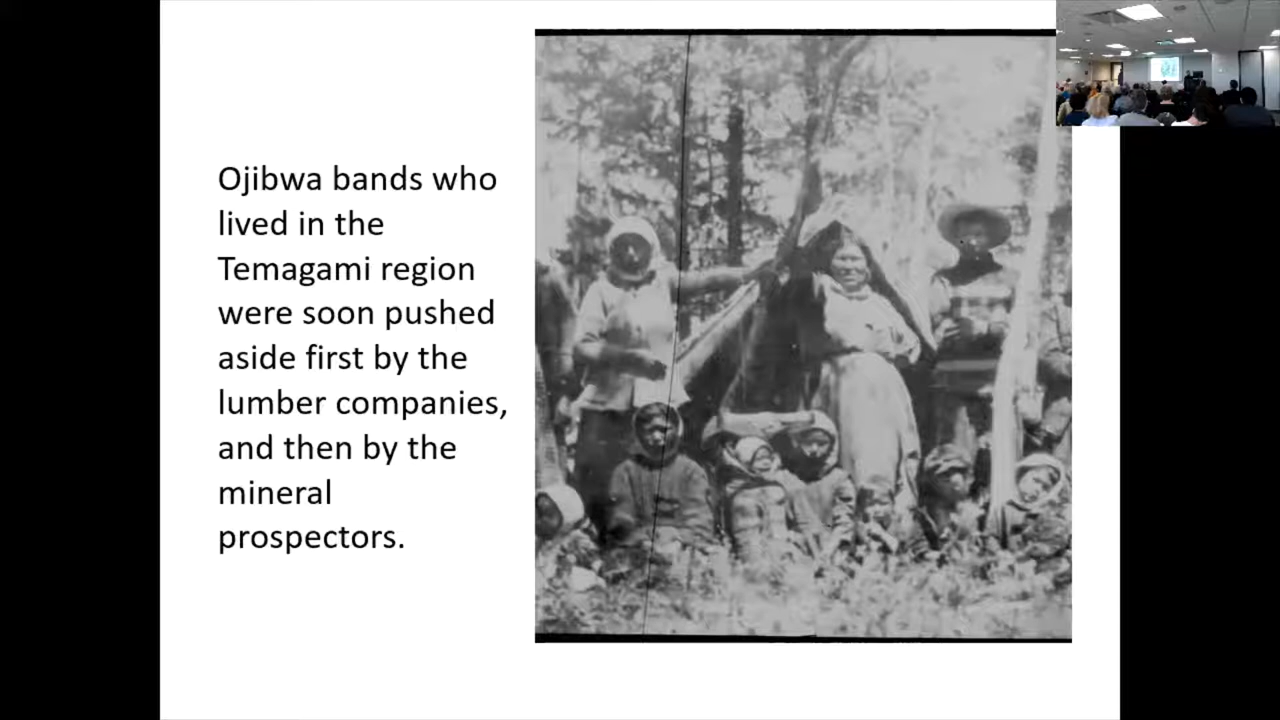 Ojibwa bands who
lived in the
Temagami region
were soon pushed
aside first by the
lumber companies,
and then by the
mineral
prospectors.